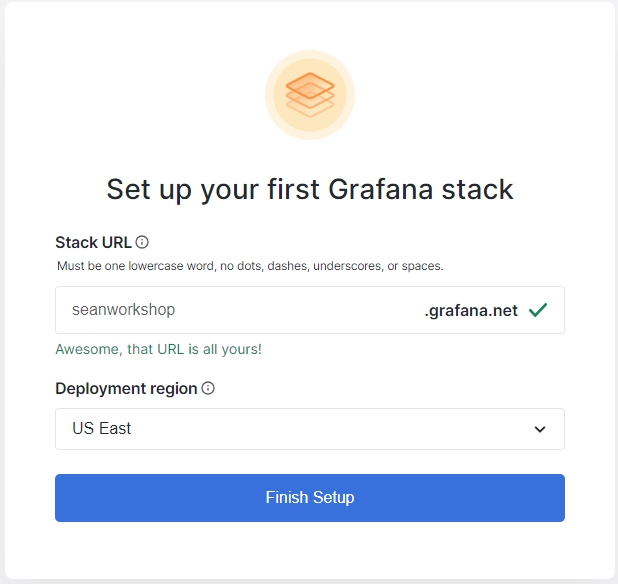 Set up your first Grafana stack
Stack URL
Must be one lowercase word, no dots, dashes, underscores, or spaces.
seanworkshop .grafana.net
Awesome, that URL is all yours!
Deployment region
US East
Finish Setup